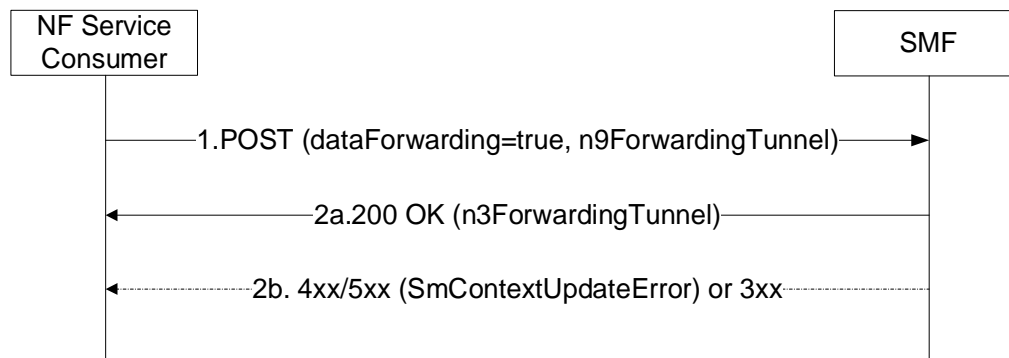 NF Service
Consumer
SMF
1.POST (dataForwarding=true, n9ForwardingTunnel)
2a.200 OK (n3ForwardingTunnel)
2b. 4xx/5xx (SmContextUpdateError) or 3xx